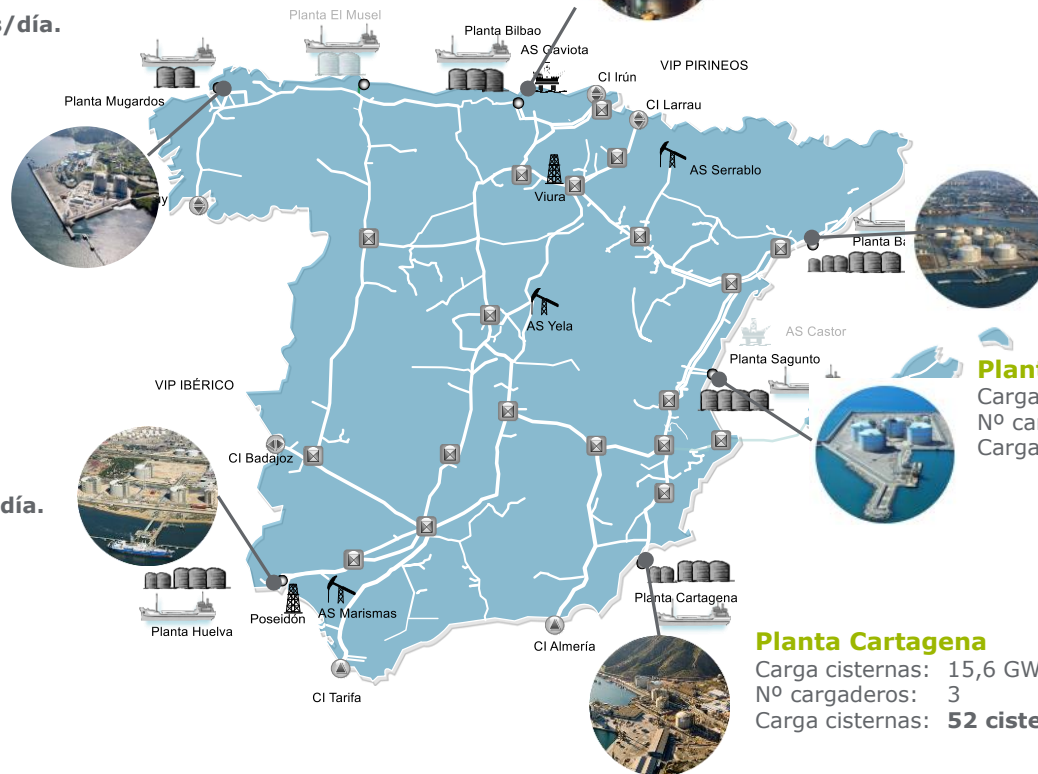 Planta El Musel
s/día.
Planta Bilbao
AS Gaviota
VIP PIRINEOS
CI Irún
Planta Mugardos
CI Larrau
AS Serrablo
Viura
Planta Ba
AS Yela
AS Castor
Planta Sagunto
Plant
Carga
Nº car
Carga
VIP IBÉRICO
CI Badajoz
día.
Planta Huelva
Poseidón
AS Marismas
CI Almería
CI Tarifa
Planta Cartagena
Planta Cartagena
Carga cisternas: 15,6 GW
Nº cargaderos: 3
Carga cisternas: 52 ciste